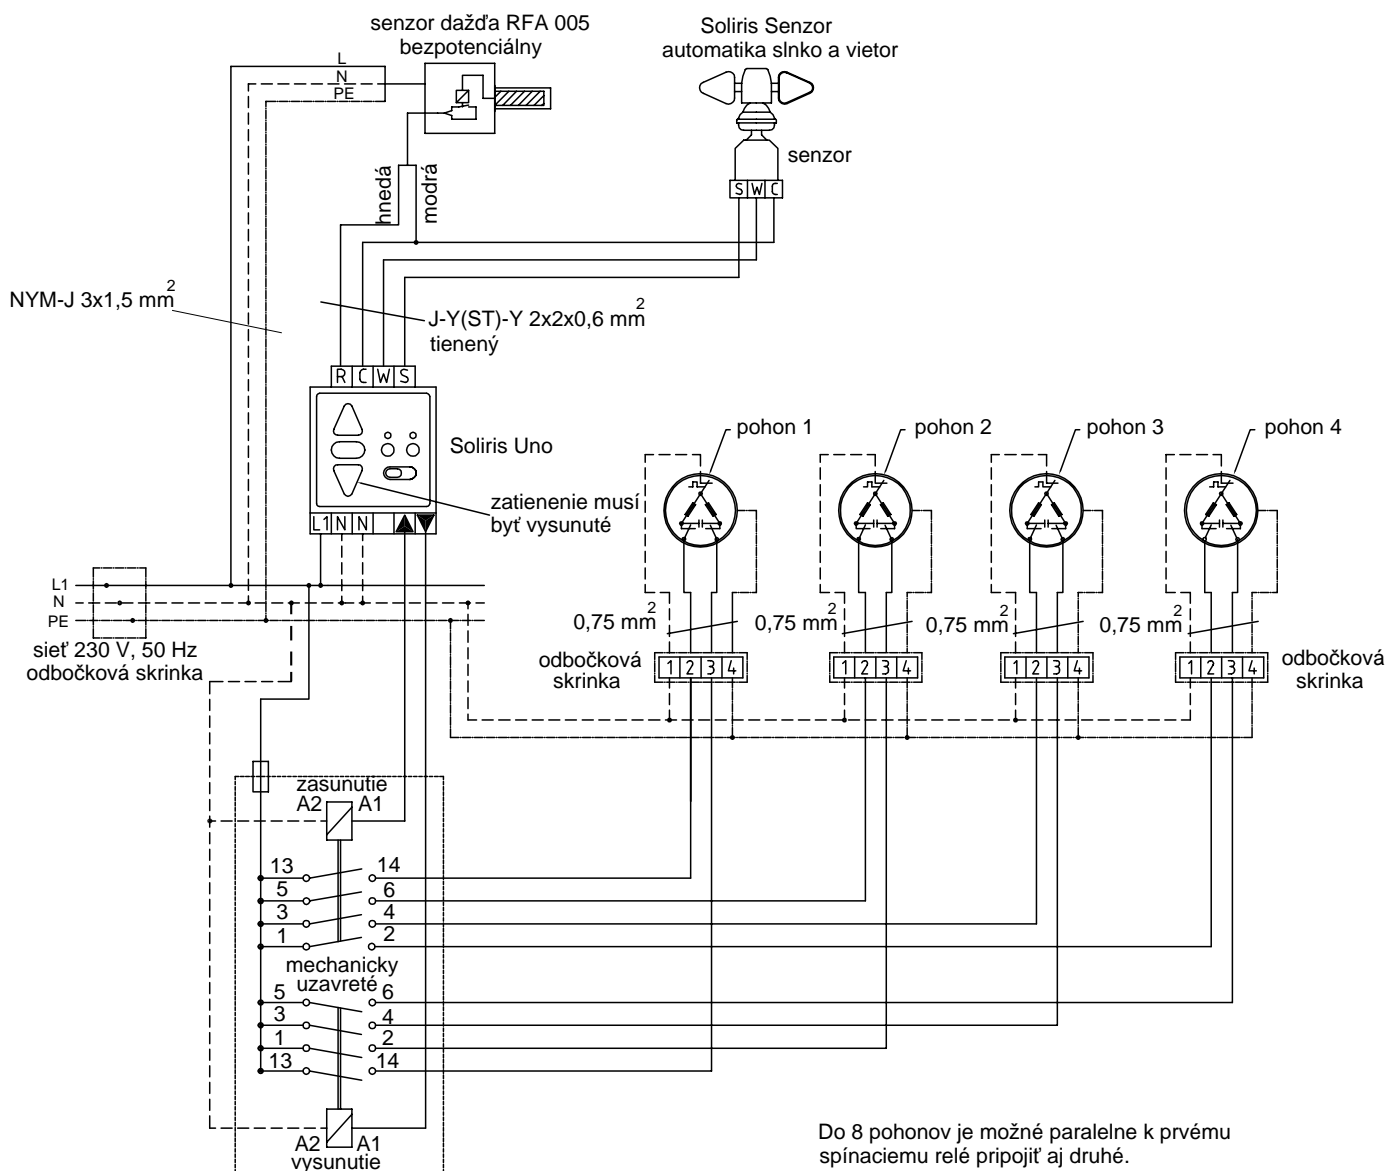 senzor dažďa RFA 005
bezpotenciálny
Soliris Senzor
automatika slnko a vietor
L
N
PE
hnedá
modrá
senzor
S W C
NYM-J 3x1,5 mm2
J-Y(ST)-Y 2x2x0,6 mm2
tienený
R C W S
Soliris Uno
zatienenie musí
byť vysunuté
L1 N N
pohon 1
pohon 2
pohon 3
pohon 4
L1
N
PE
sieť 230 V, 50 Hz
odbočková skrinka
0,75 mm2
0,75 mm2
0,75 mm2
0,75 mm2
odbočková
skrinka
1 2 3 4
1 2 3 4
1 2 3 4
1 2 3 4
odbočková
skrinka
zasunutie
A2 A1
13 14
5 6
3 4
1 2
mechanicky
uzavreté
5 6
3 4
1 2
13 14
A2 A1
vysunutie
Do 8 pohonov je možné paralelne k prvému
spínaciemu relé pripojiť aj druhé.